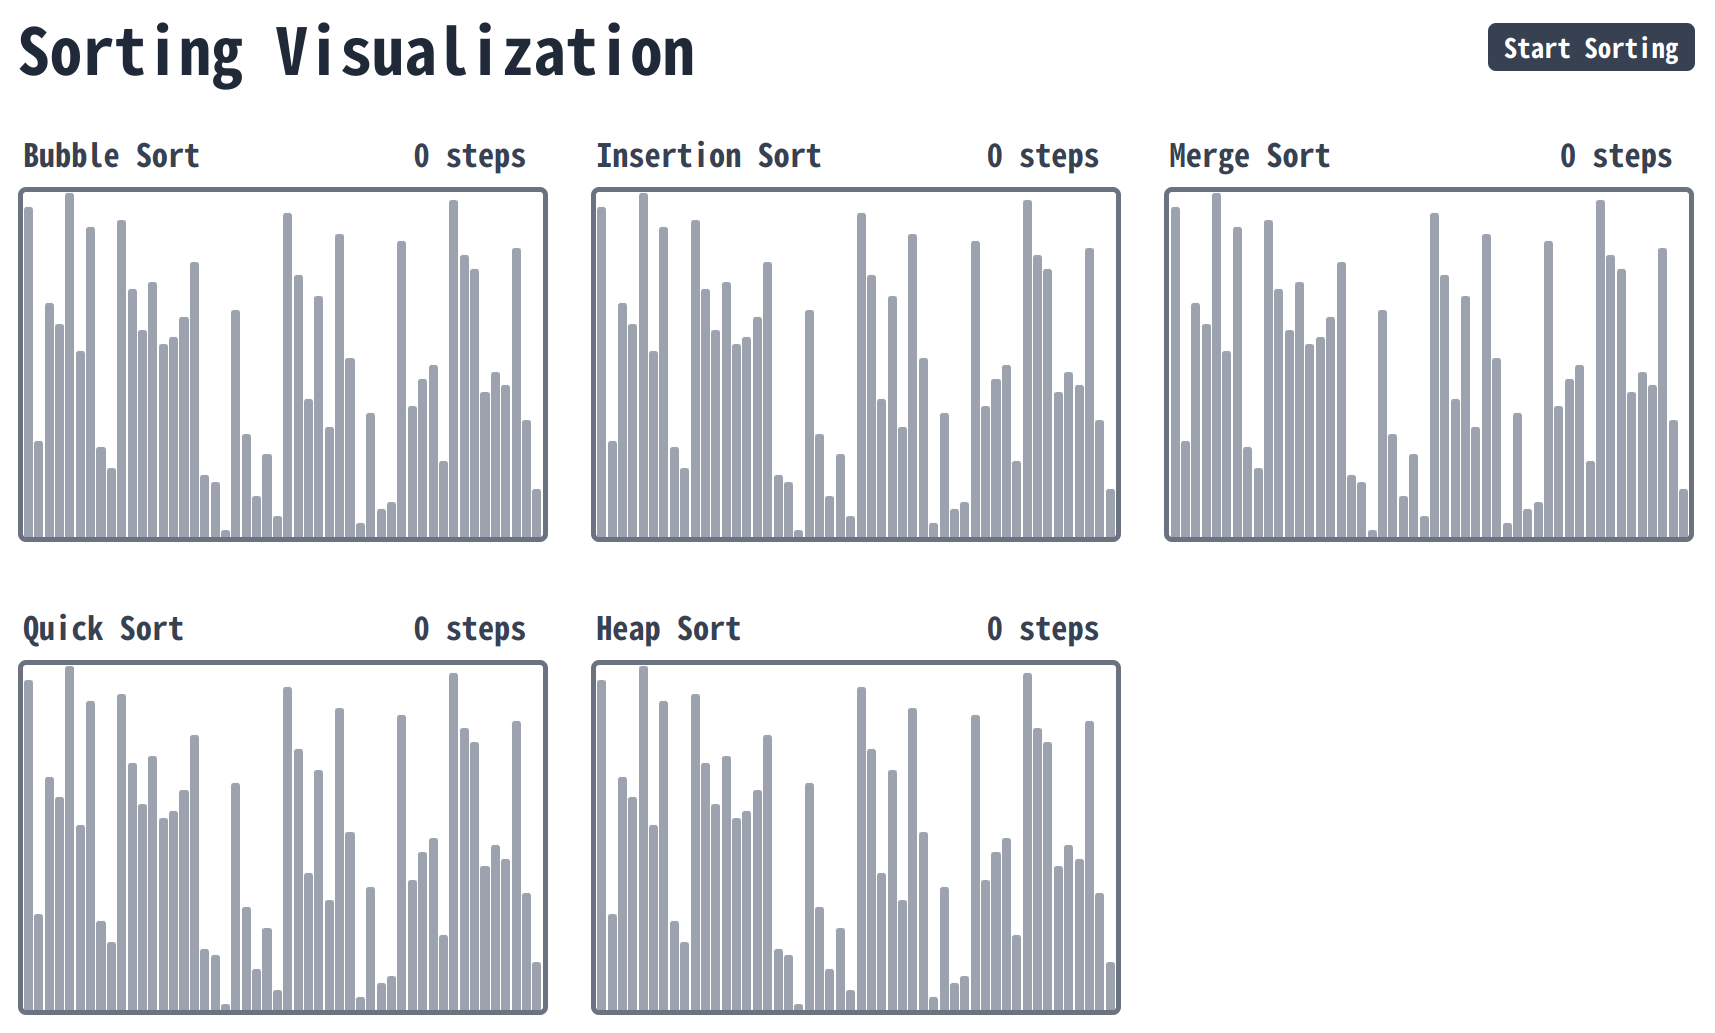 Sorting Visualization
Start Sorting
Bubble Sort 0 steps
Insertion Sort 0 steps
Merge Sort 0 steps
Quick Sort 0 steps
Heap Sort 0 steps